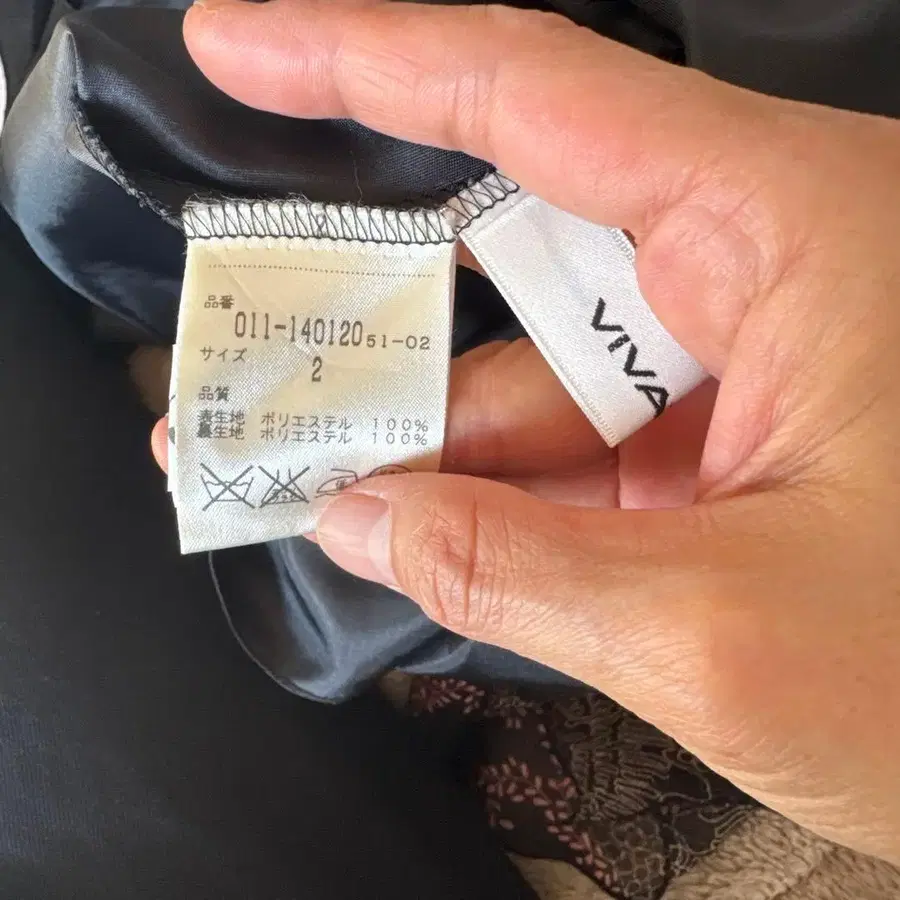 品番
011-140120 51-02
サイズ
2
品質
表生地 ポリエステル 100%
裏生地 ポリエステル 100%
VIVA